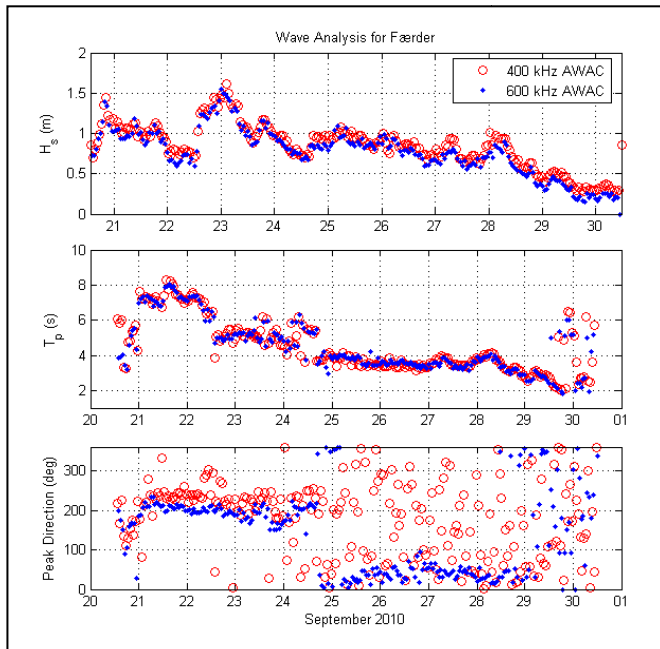 Wave Analysis for Færder
400 kHz AWAC
600 kHz AWAC
H_s (m)
2
1.5
1
0.5
0
21 22 23 24 25 26 27 28 29 30
T_p (s)
10
8
6
4
2
20 21 22 23 24 25 26 27 28 29 30 01
Peak Direction (deg)
300
200
100
0
20 21 22 23 24 25 26 27 28 29 30 01
September 2010